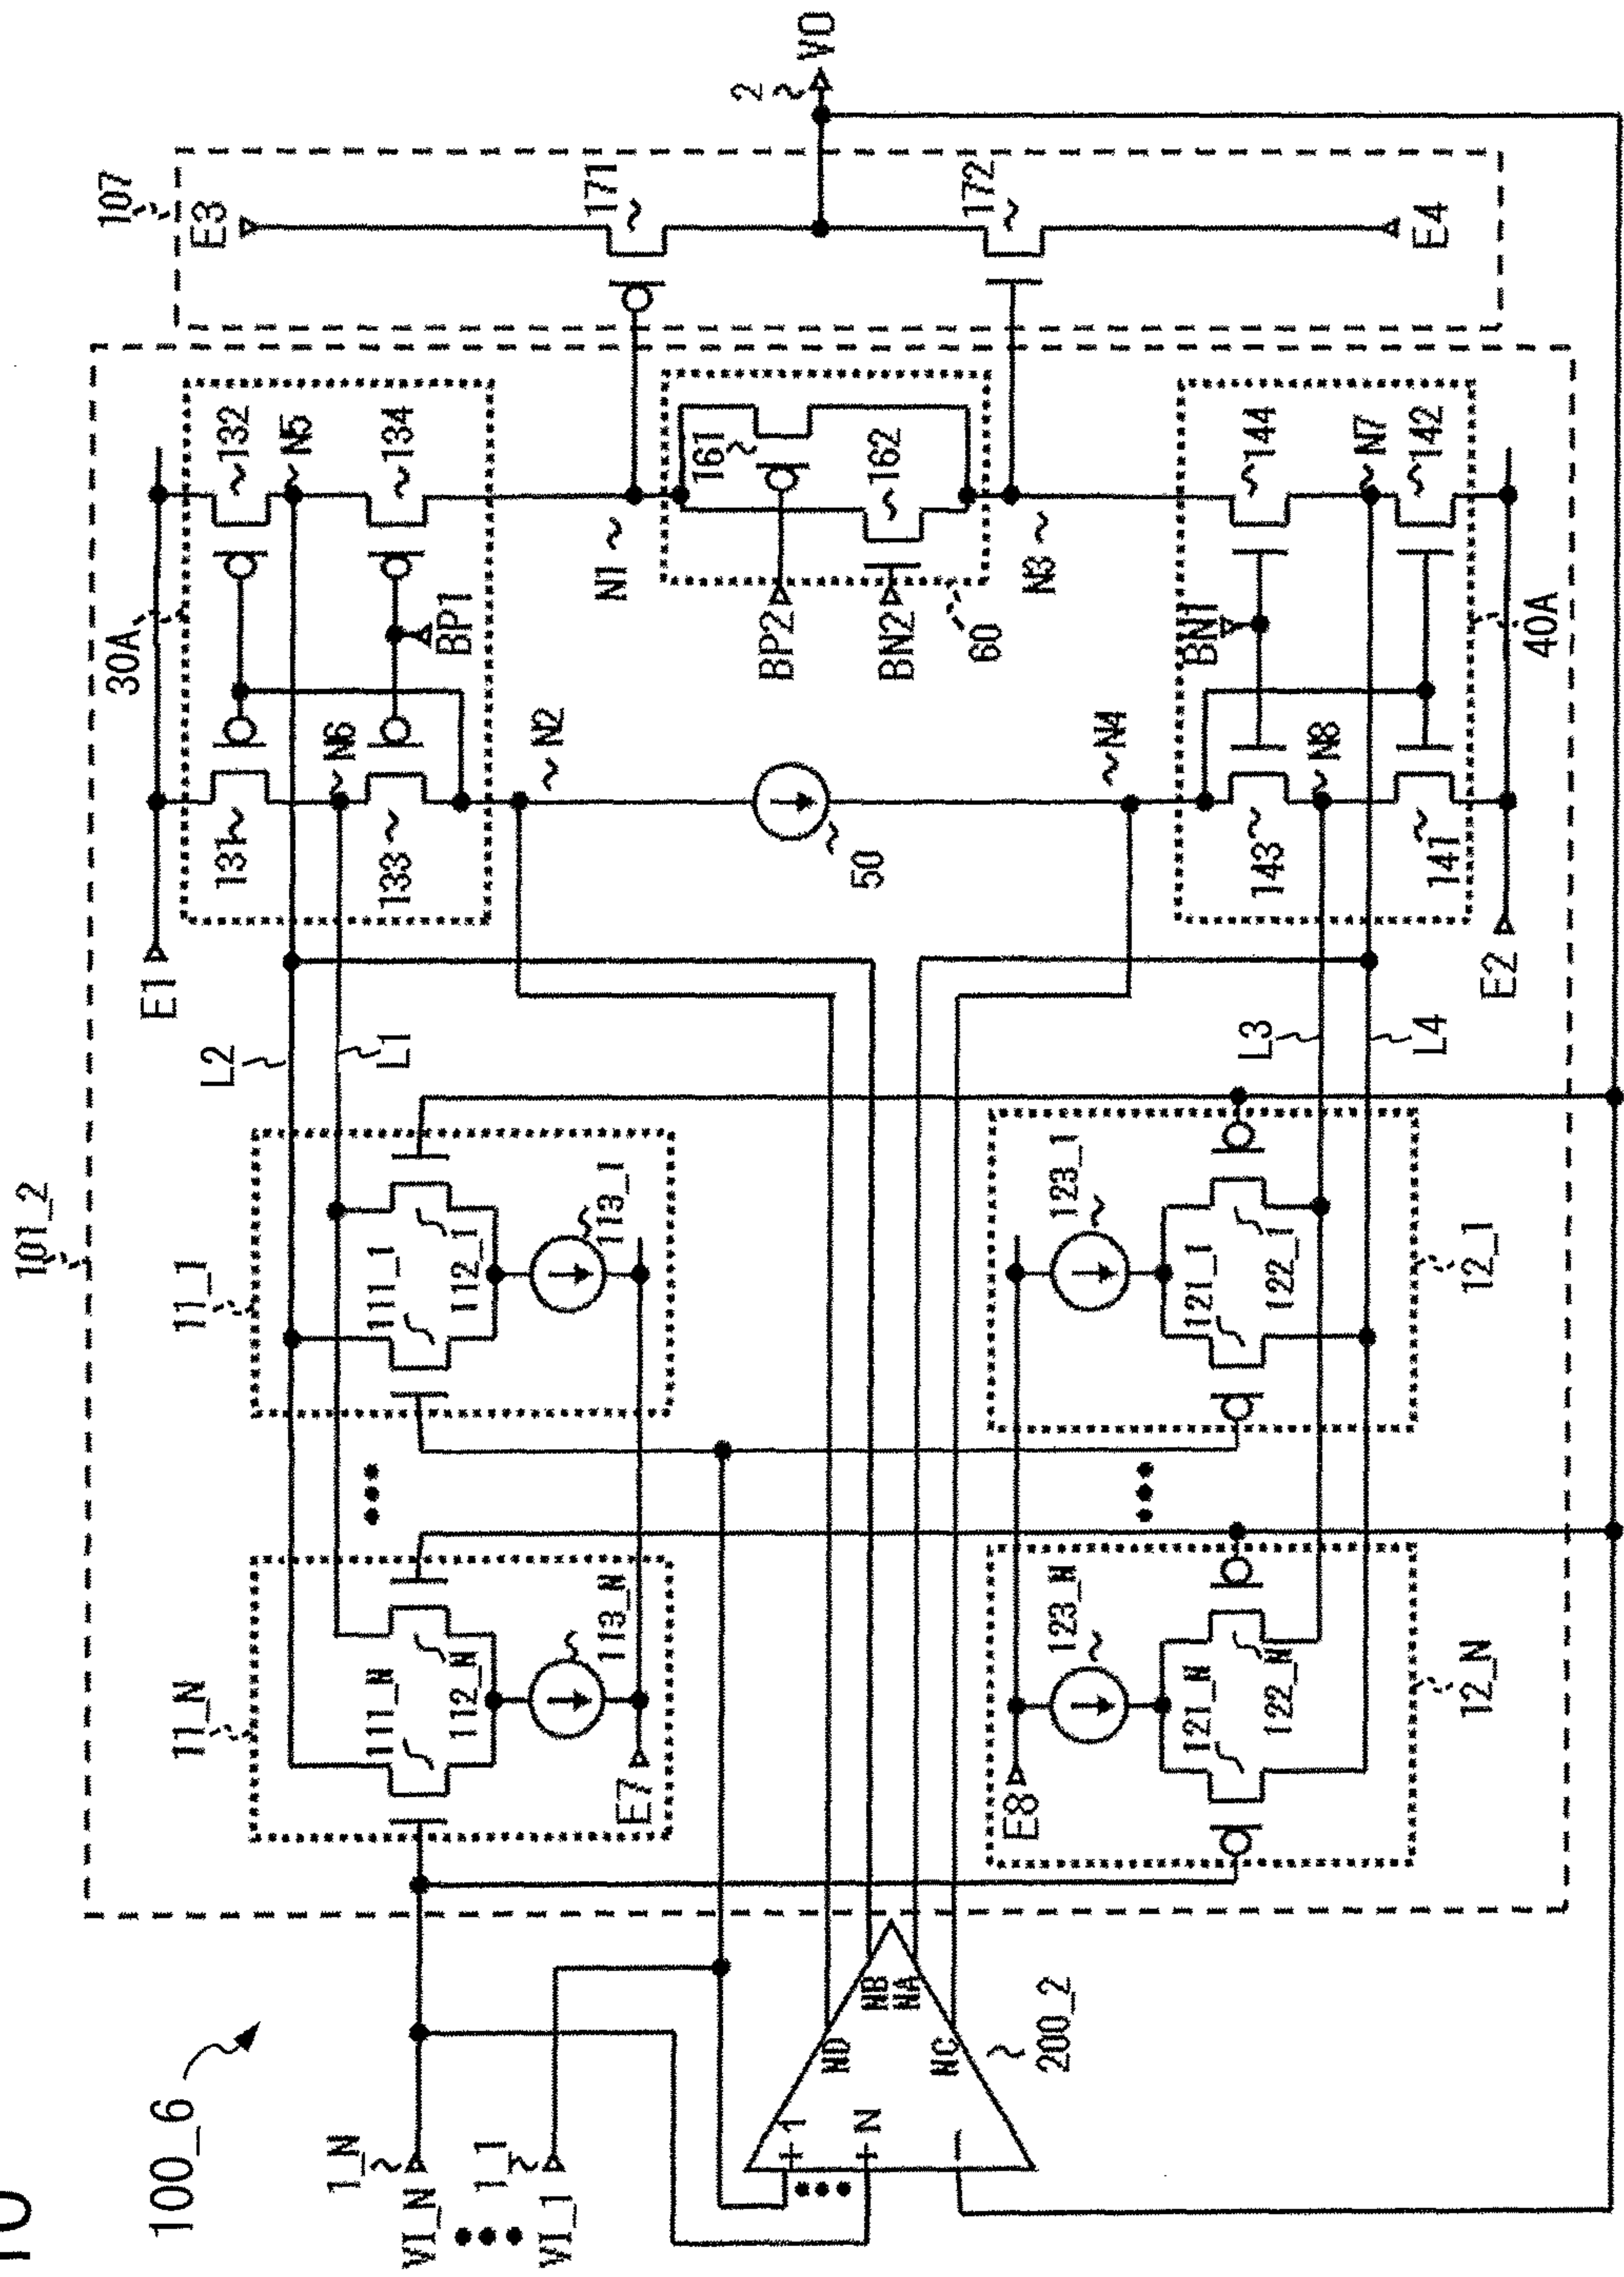 10
100_6
101_2
107
E3
171
172
E4
2
VO
30A
132
N5
134
N1
161
162
N3
144
N7
142
BP1
BP2
BN2
60
BN1
40A
131
N6
133
N2
50
N4
143
N8
141
E1
E2
L2
L1
L3
L4
11_1
111_1
112_1
113_1
123_1
121_1
122_1
12_1
11_N
111_N
112_N
113_N
E7
E8
123_N
121_N
122_N
12_N
1_N
VI_N
1_1
VI_1
+1
+N
−
ND
NB
NA
NC
200_2